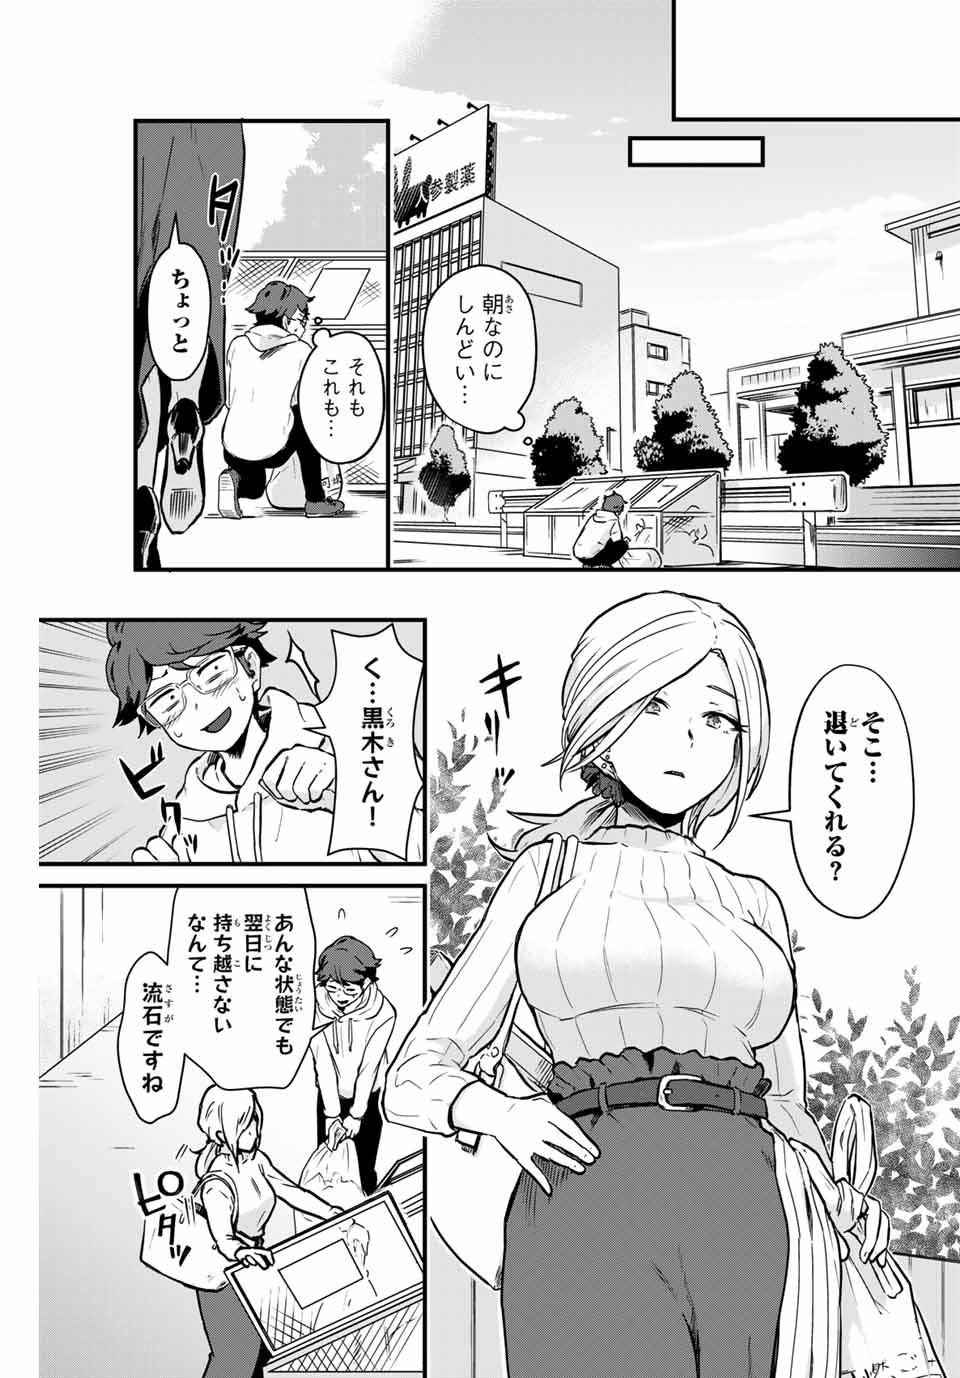 人参製薬
朝なのに
しんどい…
それも
これも…
可燃
タッ
ちょっと
そこ…
退いてくれる？
キッ
く…黒木さん！
ビクッ
あんな状態でも
翌日に
持ち越さない
なんて…
流石ですね
ピタッ